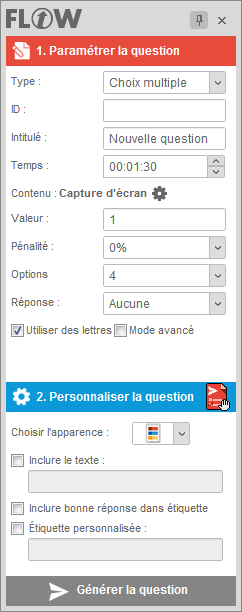 FLOW
1. Paramétrer la question
Type : Choix multiple
ID :
Intitulé : Nouvelle question
Temps : 00:01:30
Contenu : Capture d'écran
Valeur : 1
Pénalité : 0%
Options 4
Réponse : Aucune
Utiliser des lettres Mode avancé
2. Personnaliser la question
Choisir l'apparence :
Inclure le texte :
Inclure bonne réponse dans étiquette
Étiquette personnalisée :
Générer la question